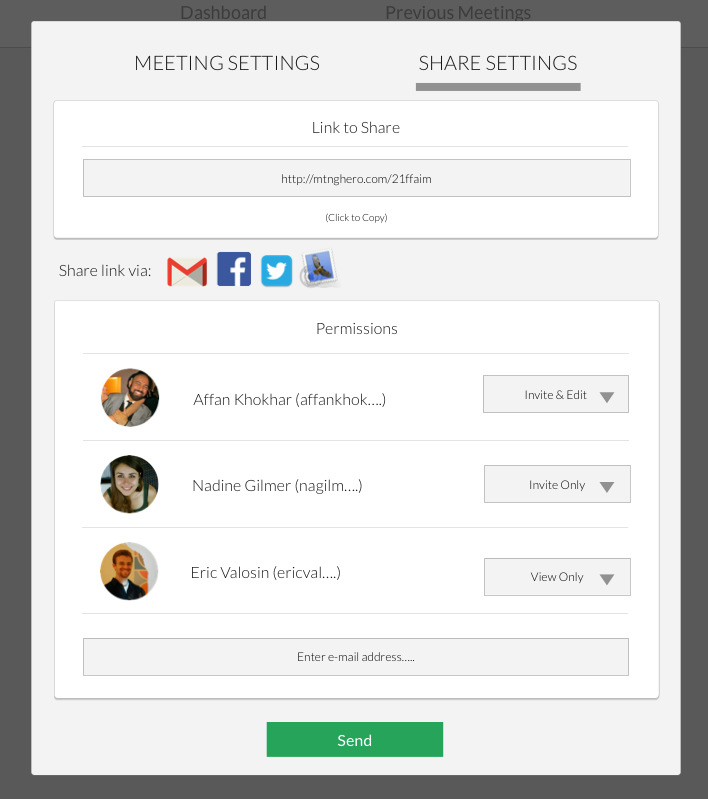 Dashboard
Previous Meetings
MEETING SETTINGS
SHARE SETTINGS
Link to Share
http://mtnghero.com/21ffaim
(Click to Copy)
Share link via:
Permissions
Affan Khokhar (affankhok....)
Invite & Edit
Nadine Gilmer (nagilm....)
Invite Only
Eric Valosin (ericval....)
View Only
Enter e-mail address.....
Send